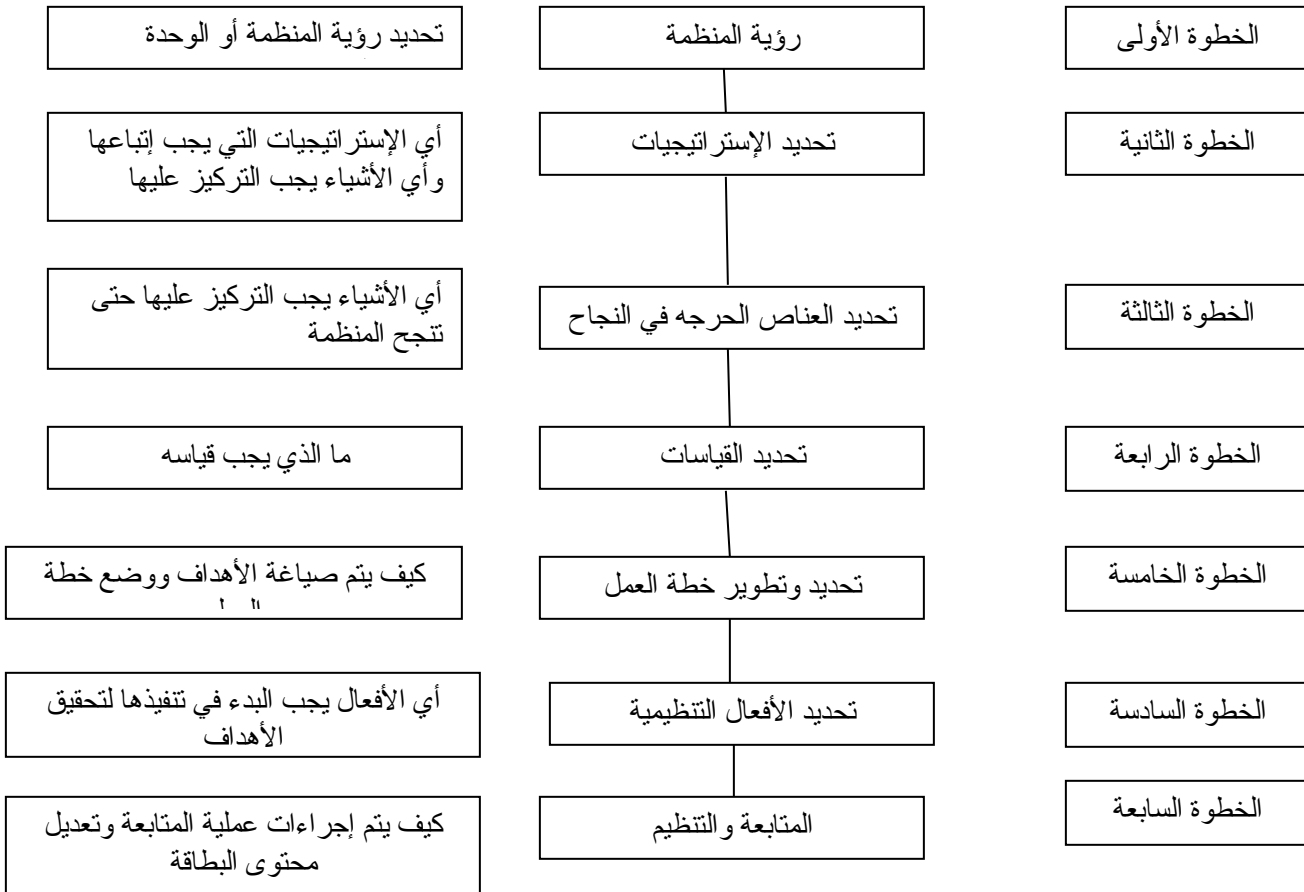 الخطوة الأولى
رؤية المنظمة
تحديد رؤية المنظمة أو الوحدة
الخطوة الثانية
تحديد الإستراتيجيات
أي الإستراتيجيات التي يجب إتباعها
وأي الأشياء يجب التركيز عليها
الخطوة الثالثة
تحديد العناص الحرجه في النجاح
أي الأشياء يجب التركيز عليها حتى
تنجح المنظمة
الخطوة الرابعة
تحديد القياسات
ما الذي يجب قياسه
الخطوة الخامسة
تحديد وتطوير خطة العمل
كيف يتم صياغة الأهداف ووضع خطة
الخطوة السادسة
تحديد الأفعال التنظيمية
أي الأفعال يجب البدء في تنفيذها لتحقيق
الأهداف
الخطوة السابعة
المتابعة والتنظيم
كيف يتم إجراءات عملية المتابعة وتعديل
محتوى البطاقة